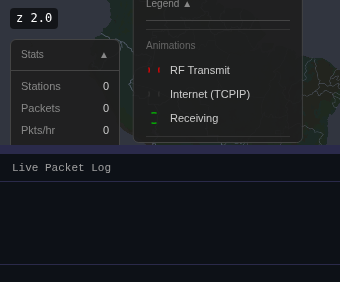 z 2.0
Legend ▲
Stats ▲
Stations 0
Packets 0
Pkts/hr 0
Animations
RF Transmit
Internet (TCPIP)
Receiving
Live Packet Log